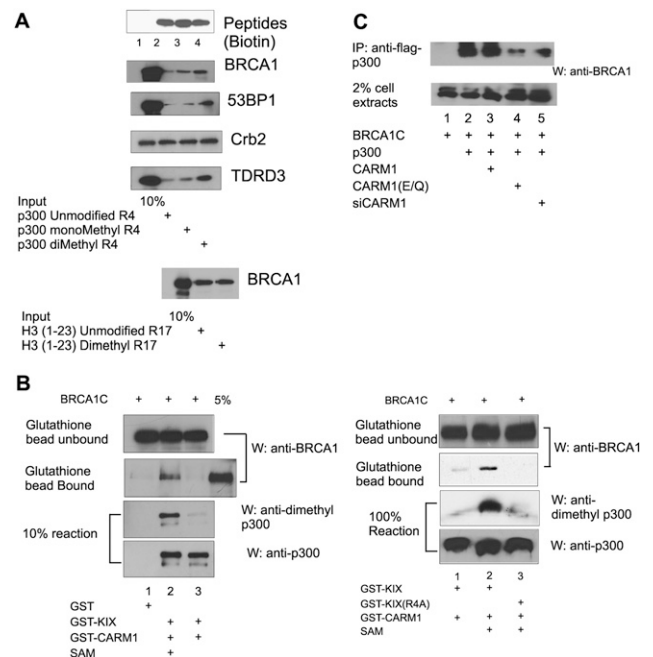 A
Peptides
(Biotin)
1 2 3 4
BRCA1
53BP1
Crb2
TDRD3
Input 10%
p300 Unmodified R4 +
p300 monoMethyl R4 +
p300 diMethyl R4 +
BRCA1
Input 10%
H3 (1-23) Unmodified R17 +
H3 (1-23) Dimethyl R17 +
C
IP: anti-flag-
p300
W: anti-BRCA1
2% cell
extracts
1 2 3 4 5
BRCA1C + + + + +
p300 + + + +
CARM1 +
CARM1(E/Q) +
siCARM1 +
B
BRCA1C + + + 5%
Glutathione
bead unbound
W: anti-BRCA1
Glutathione
bead Bound
W: anti-dimethyl
p300
10% reaction
W: anti-p300
1 2 3
GST +
GST-KIX + +
GST-CARM1 + +
SAM +
BRCA1C + + +
Glutathione
bead unbound
W: anti-BRCA1
Glutathione
bead bound
W: anti-
dimethyl p300
100%
Reaction
W: anti-p300
1 2 3
GST-KIX + +
GST-KIX(R4A) +
GST-CARM1 + + +
SAM + +